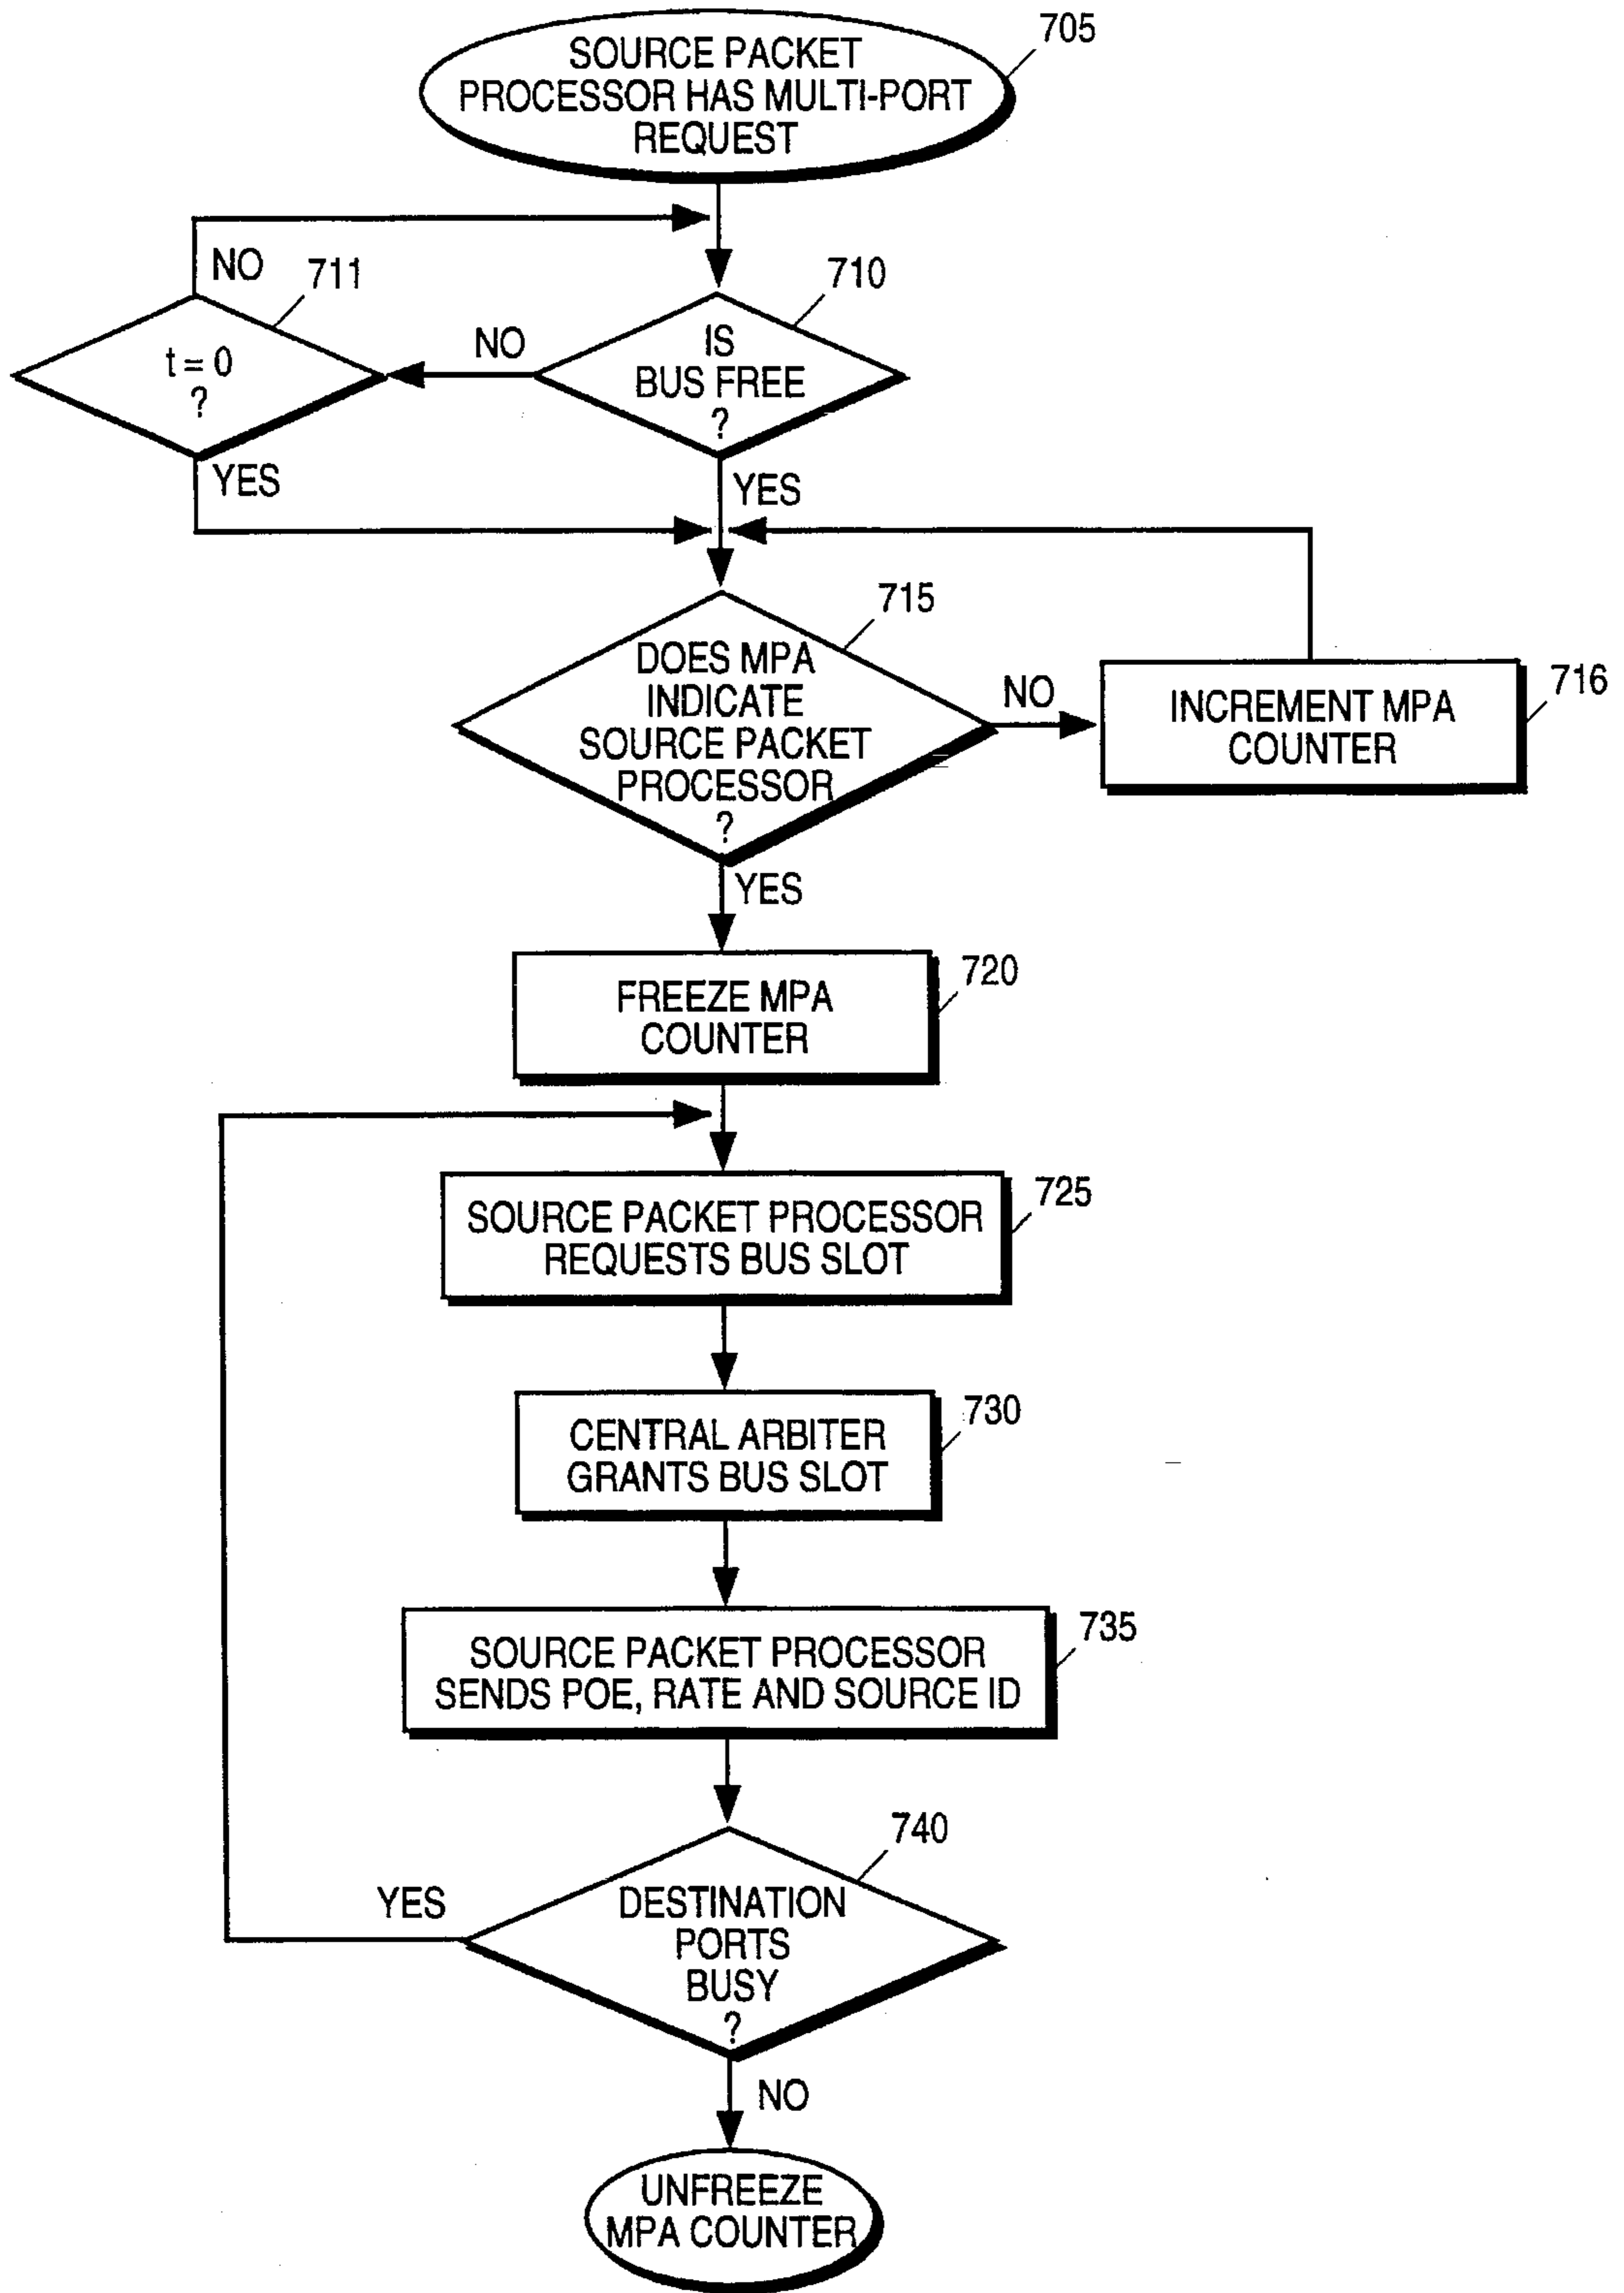 705
SOURCE PACKET
PROCESSOR HAS MULTI-PORT
REQUEST
NO
711
710
t = 0
?
NO
IS
BUS FREE
?
YES
YES
715
DOES MPA
INDICATE
SOURCE PACKET
PROCESSOR
?
NO
716
INCREMENT MPA
COUNTER
YES
720
FREEZE MPA
COUNTER
725
SOURCE PACKET PROCESSOR
REQUESTS BUS SLOT
730
CENTRAL ARBITER
GRANTS BUS SLOT
735
SOURCE PACKET PROCESSOR
SENDS POE, RATE AND SOURCE ID
740
YES
DESTINATION
PORTS
BUSY
?
NO
UNFREEZE
MPA COUNTER